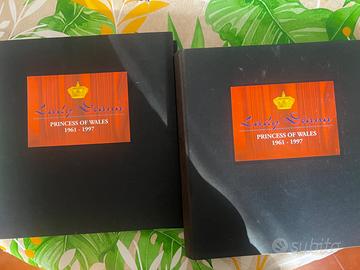 Lady Diana
PRINCESS OF WALES
1961 - 1997
Lady Diana
PRINCESS OF WALES
1961 - 1997
subito